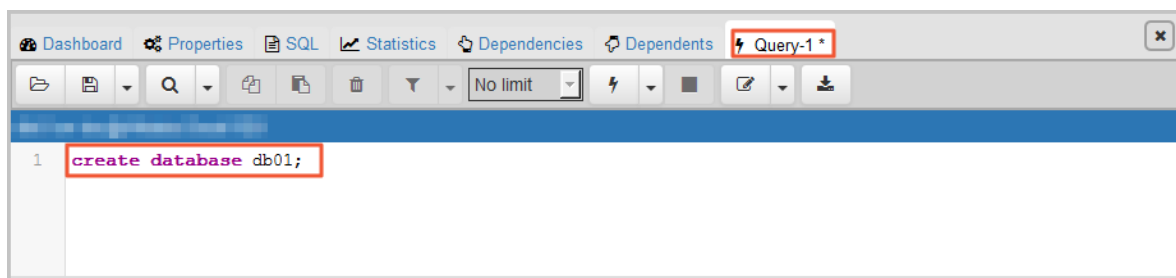 Dashboard Properties SQL Statistics Dependencies Dependents Query-1 *
No limit
1 create database db01;